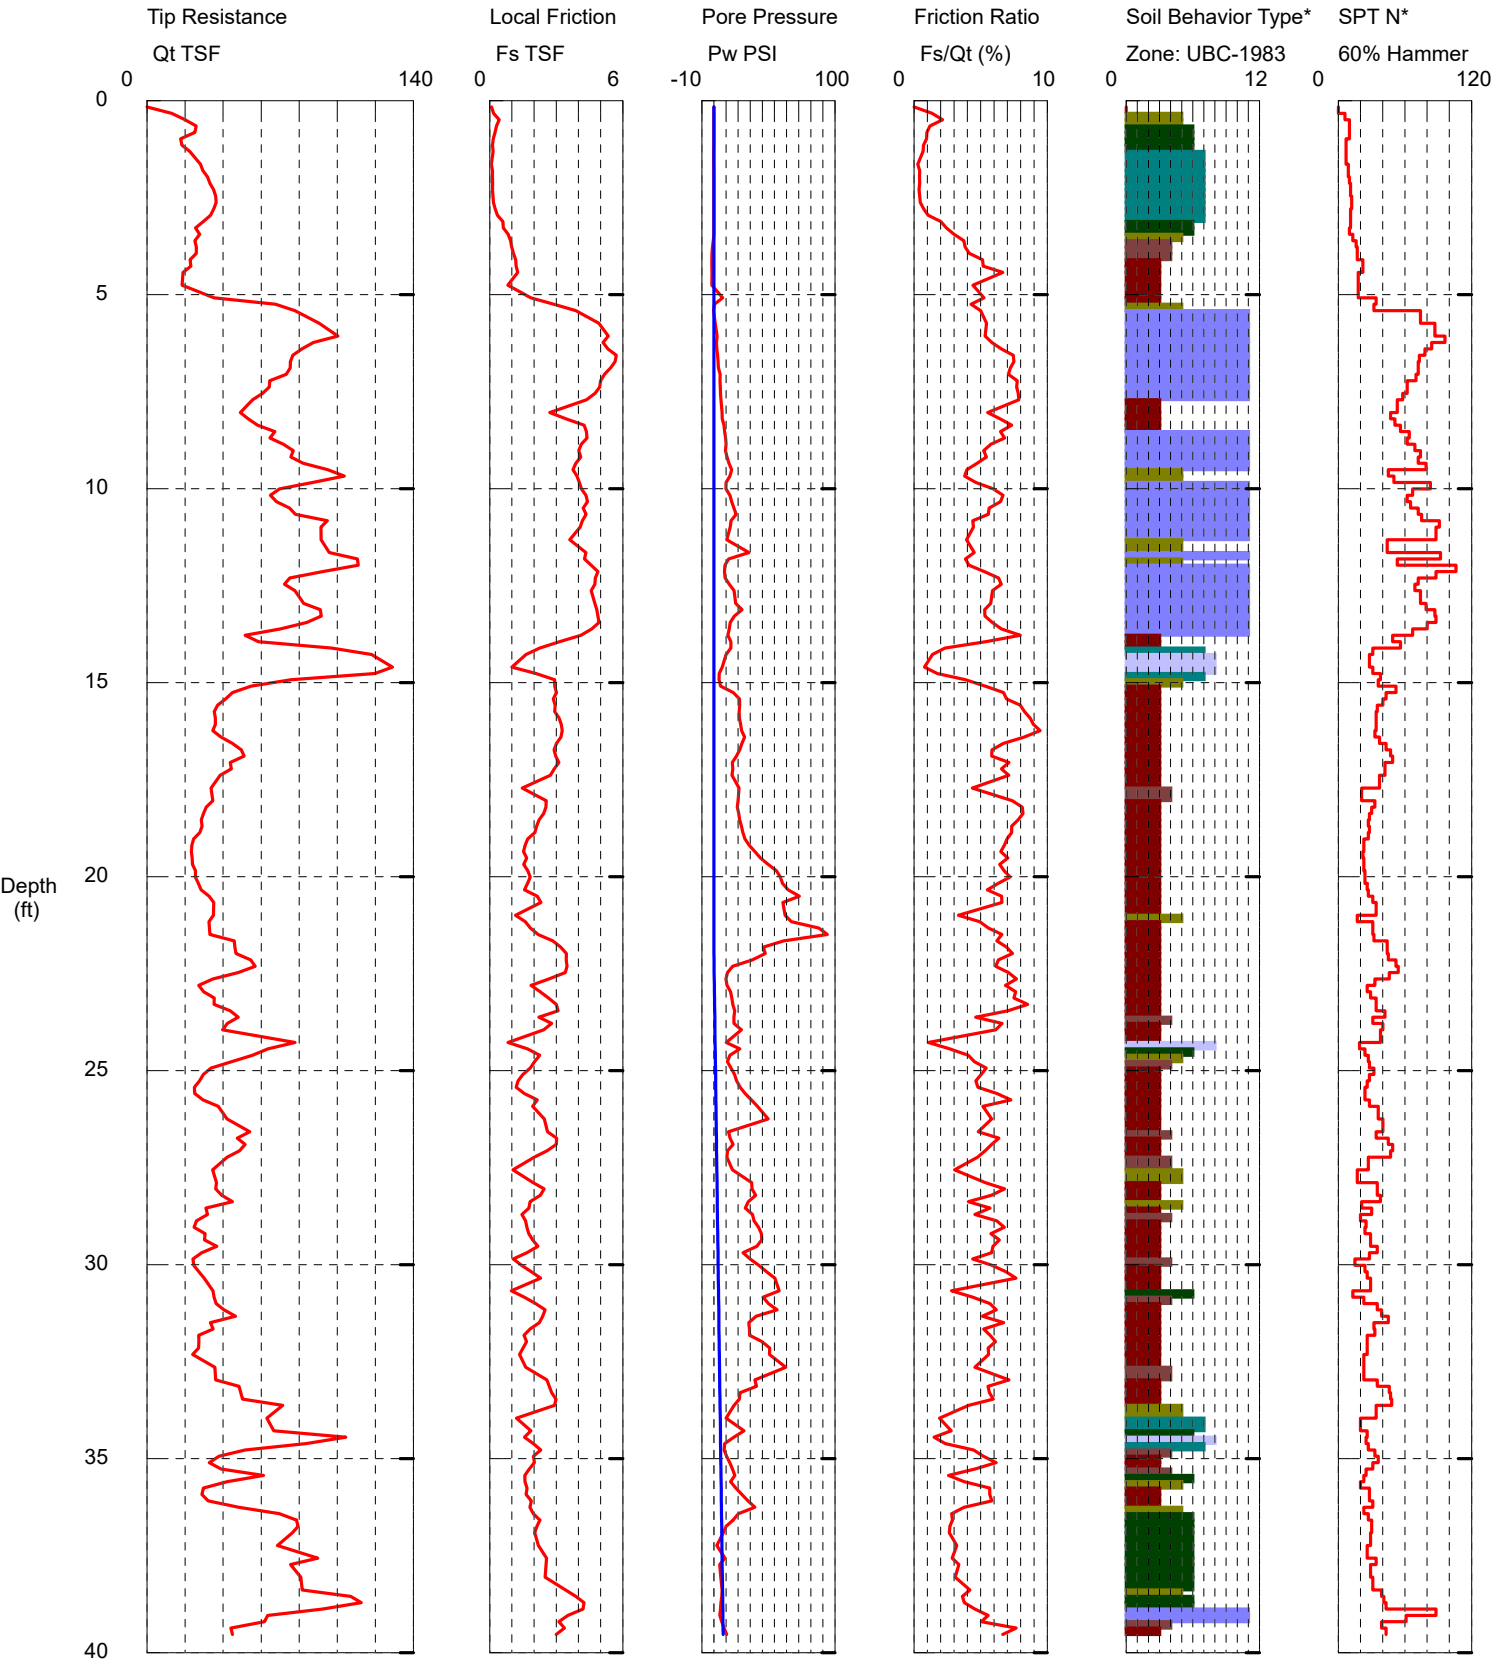 Tip Resistance Local Friction Pore Pressure Friction Ratio Soil Behavior Type* SPT N*
Qt TSF Fs TSF Pw PSI Fs/Qt (%) Zone: UBC-1983 60% Hammer
0 140 0 6 -10 100 0 10 0 12 0 120
0
5
10
15
20
Depth
(ft)
25
30
35
40